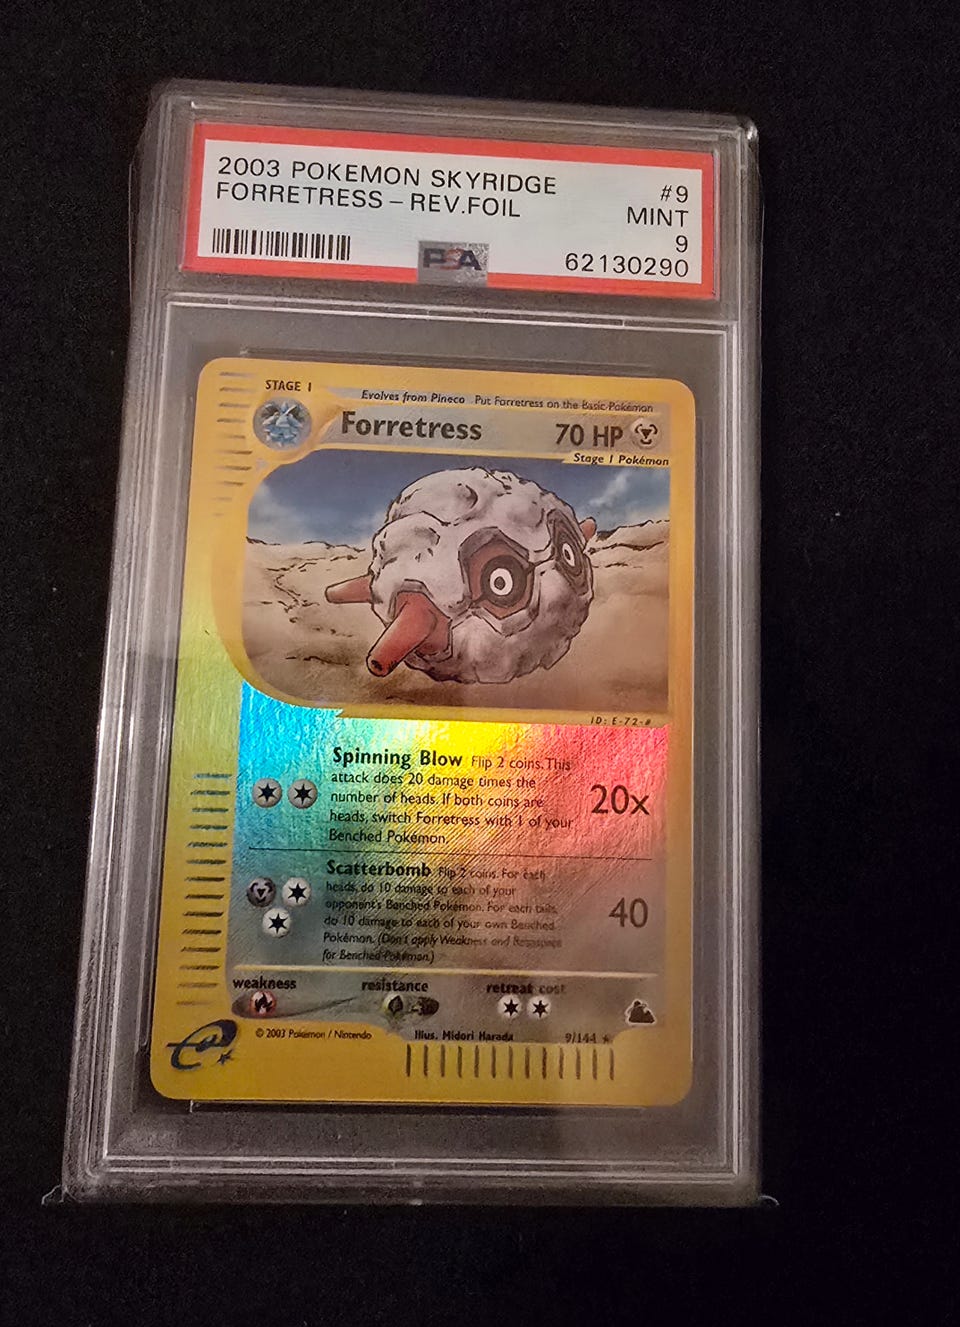 2003 POKEMON SKYRIDGE #9
FORRETRESS - REV.FOIL MINT
9
PSA 62130290
STAGE 1
Evolves from Pineco Put Forretress on the Basic Pokémon
Forretress 70 HP
Stage 1 Pokémon
ID: E-72-#
Spinning Blow Flip 2 coins. This
attack does 20 damage times the
number of heads. If both coins are
heads, switch Forretress with 1 of your
Benched Pokémon.
20x
Scatterbomb Flip 2 coins. For each
heads, do 10 damage to each of your
opponent's Benched Pokémon. For each tails,
do 10 damage to each of your own Benched
Pokémon. (Don't apply Weakness and Resistance
for Benched Pokémon.)
40
weakness resistance retreat cost
-30
© 2003 Pokémon / Nintendo Illus. Midori Harada 9/144 ★
e